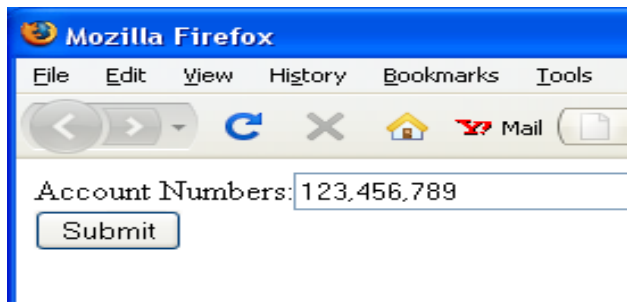 Mozilla Firefox
File Edit View History Bookmarks Tools
Y? Mail
Account Numbers: 123,456,789
Submit